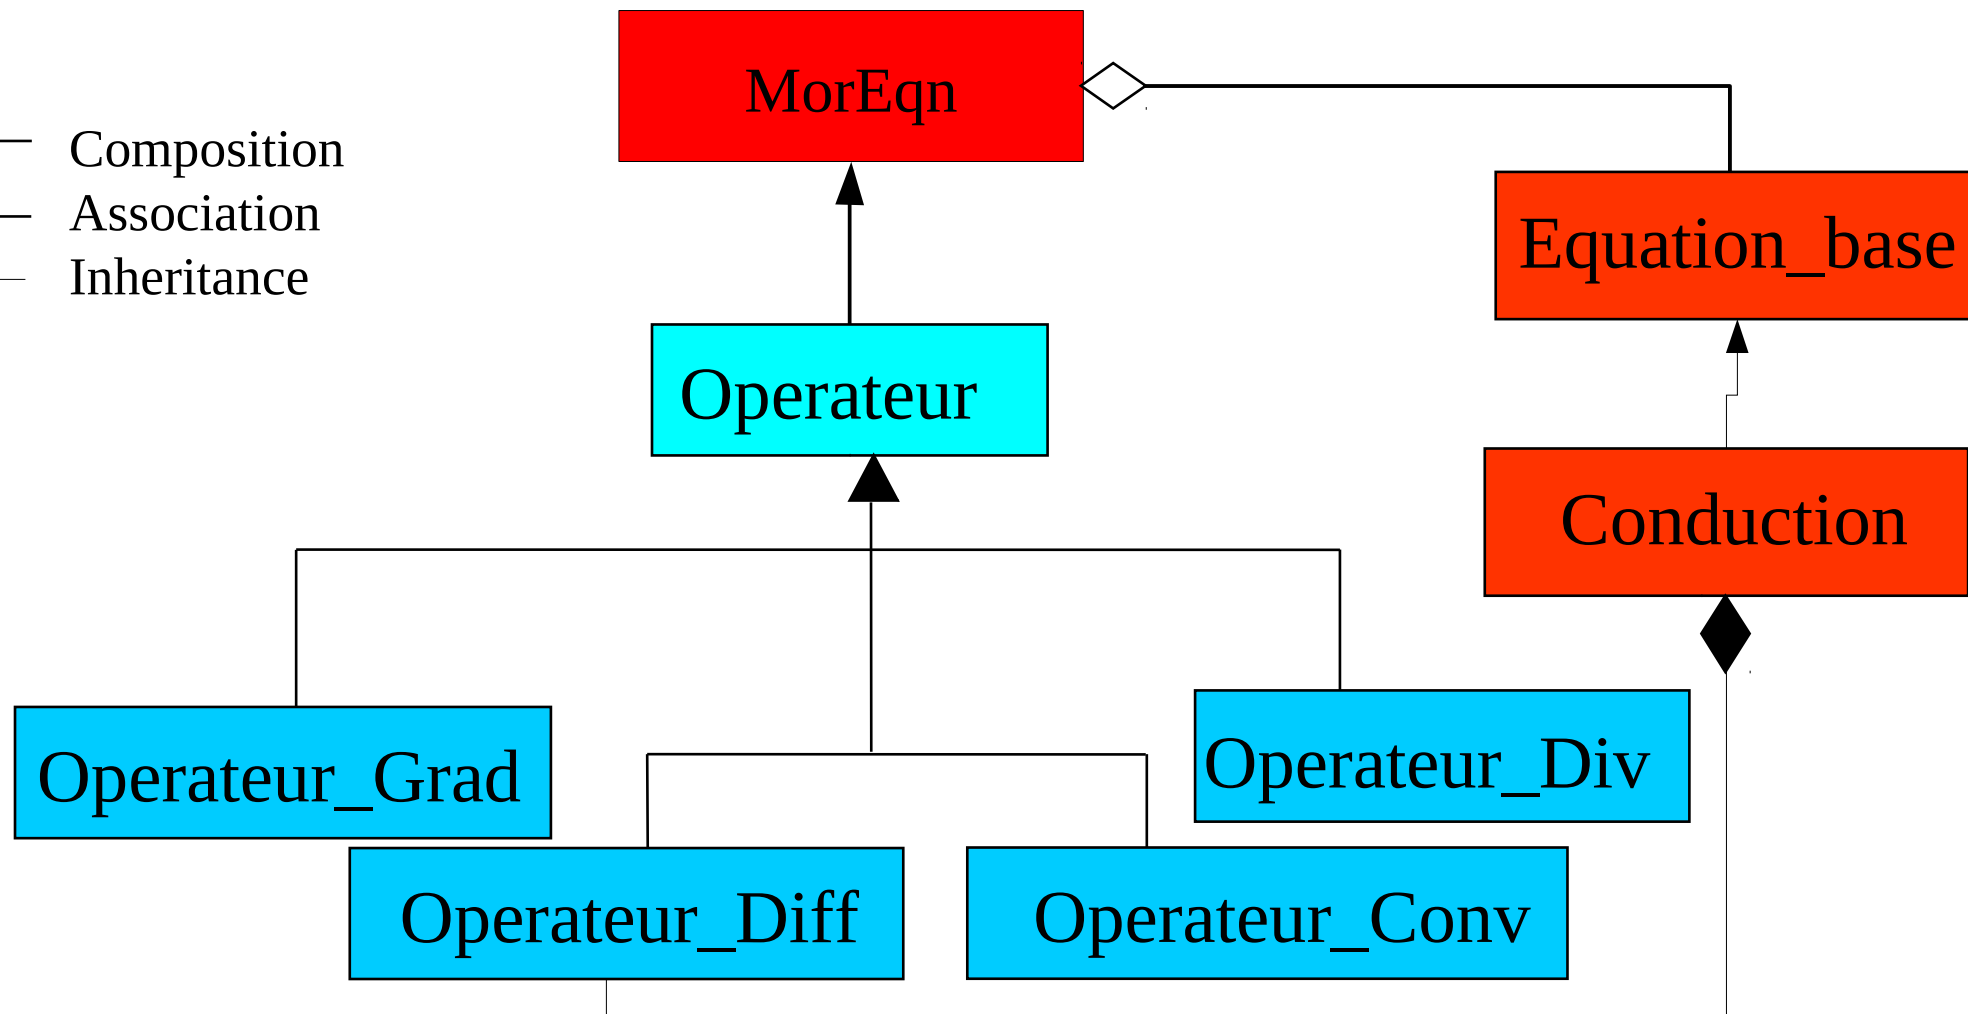 MorEqn
Composition
Association
Inheritance
Equation_base
Operateur
Conduction
Operateur_Grad
Operateur_Div
Operateur_Diff
Operateur_Conv